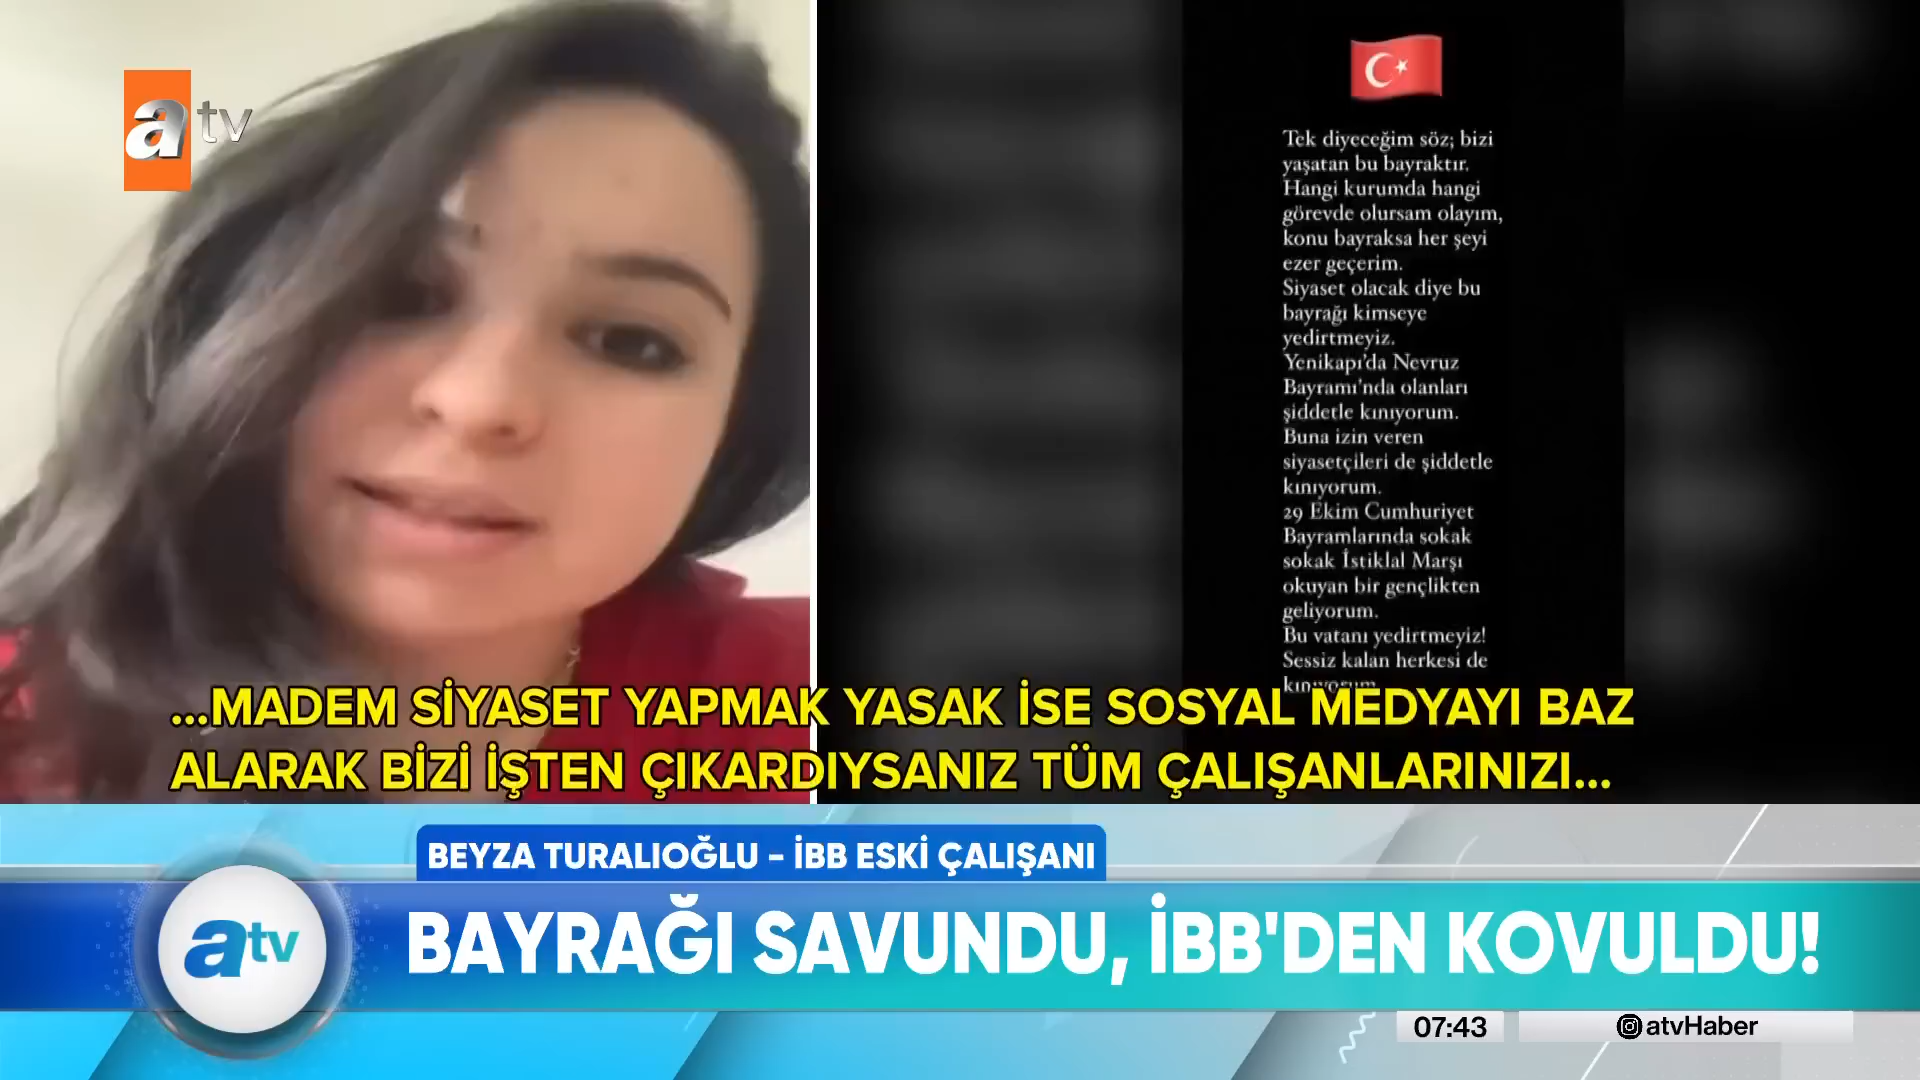 atv
Tek diyeceğim söz; bizi
yaşatan bu bayraktır.
Hangi kurumda hangi
görevde olursam olayım,
konu bayraksa her şeyi
ezer geçerim.
Siyaset olacak diye bu
bayrağı kimseye
yedirtmeyiz.
Yenikapı'da Nevruz
Bayramı'nda olanları
şiddetle kınıyorum.
Buna izin veren
siyasetçileri de şiddetle
kınıyorum.
29 Ekim Cumhuriyet
Bayramlarında sokak
sokak İstiklal Marşı
okuyan bir gençlikten
geliyorum.
Bu vatanı yedirtmeyiz!
Sessiz kalan herkesi de
kınıyorum.
...MADEM SİYASET YAPMAK YASAK İSE SOSYAL MEDYAYI BAZ
ALARAK BİZİ İŞTEN ÇIKARDIYSANIZ TÜM ÇALIŞANLARINIZI...
BEYZA TURALIOĞLU - İBB ESKİ ÇALIŞANI
atv
BAYRAĞI SAVUNDU, İBB'DEN KOVULDU!
07:43
atvHaber